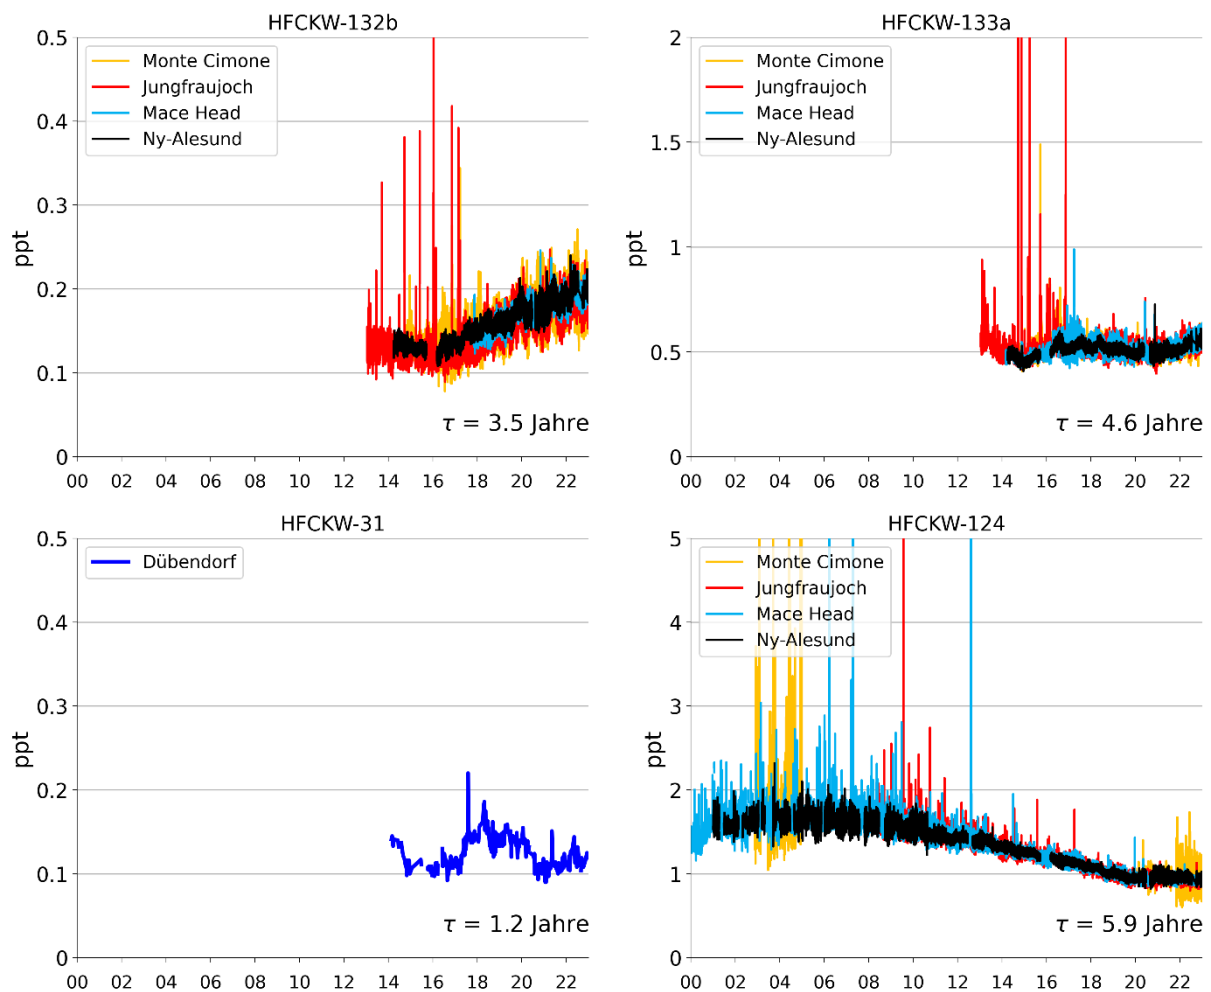 HFCKW-132b
ppt
0.5
0.4
0.3
0.2
0.1
0
Monte Cimone
Jungfraujoch
Mace Head
Ny-Alesund
τ = 3.5 Jahre
00 02 04 06 08 10 12 14 16 18 20 22
HFCKW-133a
ppt
2
1.5
1
0.5
0
Monte Cimone
Jungfraujoch
Mace Head
Ny-Alesund
τ = 4.6 Jahre
00 02 04 06 08 10 12 14 16 18 20 22
HFCKW-31
ppt
0.5
0.4
0.3
0.2
0.1
0
Dübendorf
τ = 1.2 Jahre
00 02 04 06 08 10 12 14 16 18 20 22
HFCKW-124
ppt
5
4
3
2
1
0
Monte Cimone
Jungfraujoch
Mace Head
Ny-Alesund
τ = 5.9 Jahre
00 02 04 06 08 10 12 14 16 18 20 22